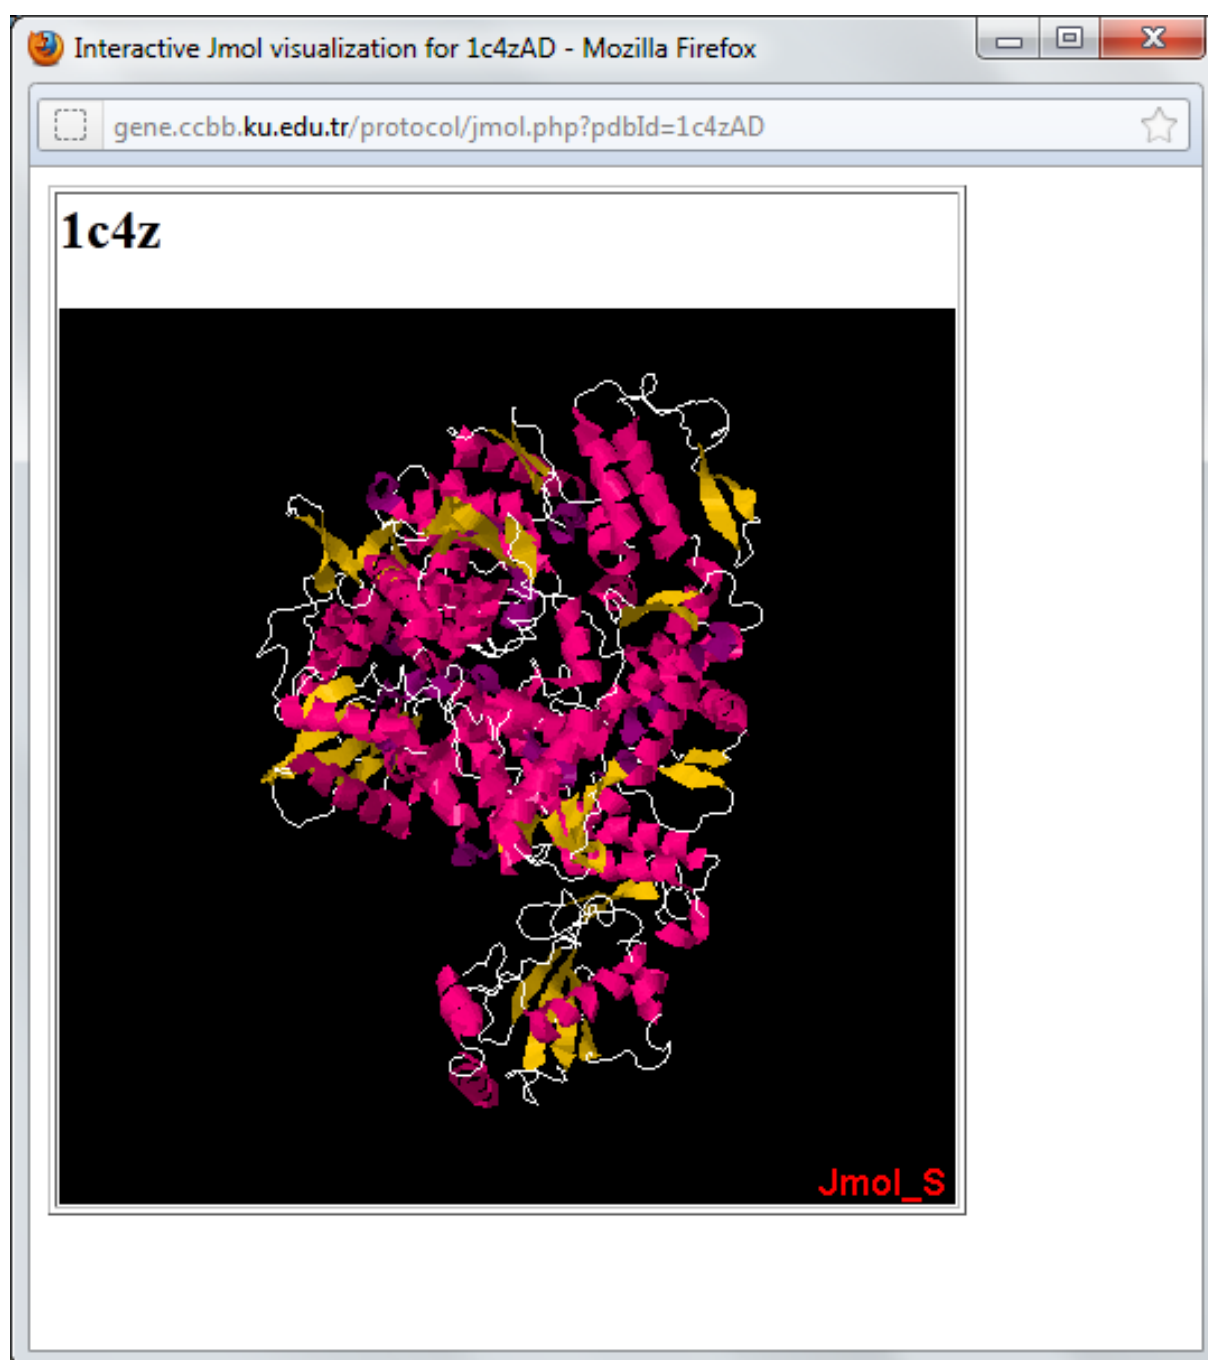 Interactive Jmol visualization for 1c4zAD - Mozilla Firefox
gene.ccbb.ku.edu.tr/protocol/jmol.php?pdbId=1c4zAD
1c4z
Jmol_S